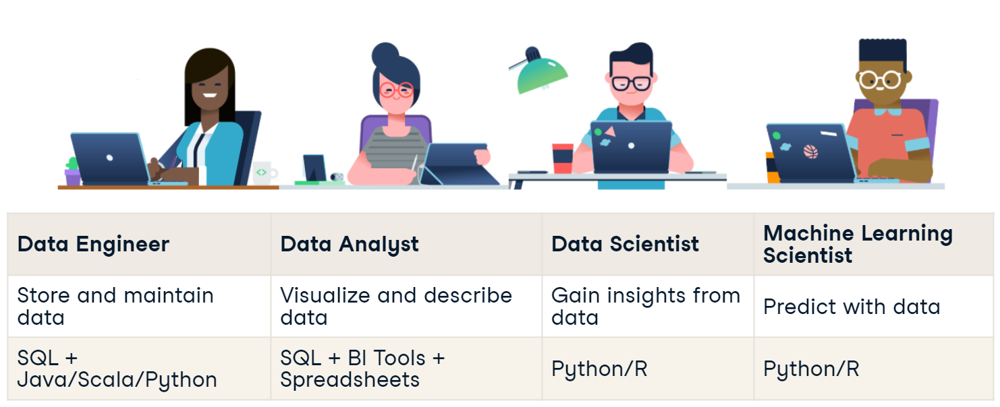 Data Engineer
Data Analyst
Data Scientist
Machine Learning
Scientist
Store and maintain
data
Visualize and describe
data
Gain insights from
data
Predict with data
SQL +
Java/Scala/Python
SQL + BI Tools +
Spreadsheets
Python/R
Python/R